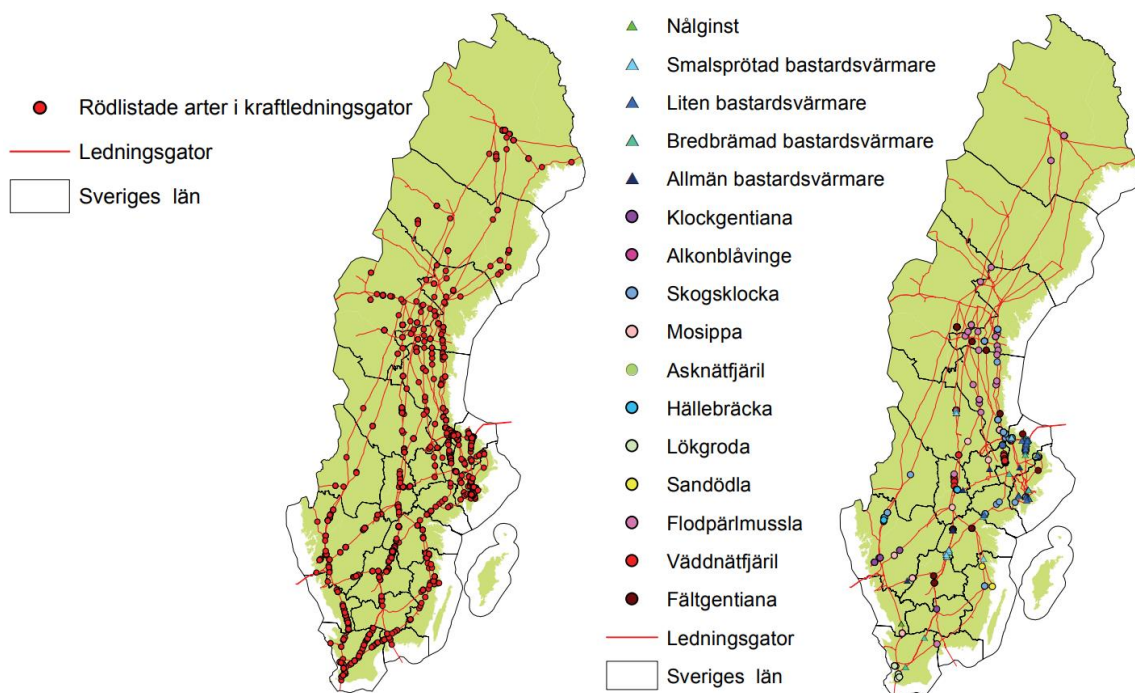 Rödlistade arter i kraftledningsgator
Ledningsgator
Sveriges län
Nålginst
Smalsprötad bastardsvärmare
Liten bastardsvärmare
Bredbrämad bastardsvärmare
Allmän bastardsvärmare
Klockgentiana
Alkonblåvinge
Skogsklocka
Mosippa
Asknätfjäril
Hällebräcka
Lökgroda
Sandödla
Flodpärlmussla
Väddnätfjäril
Fältgentiana
Ledningsgator
Sveriges län